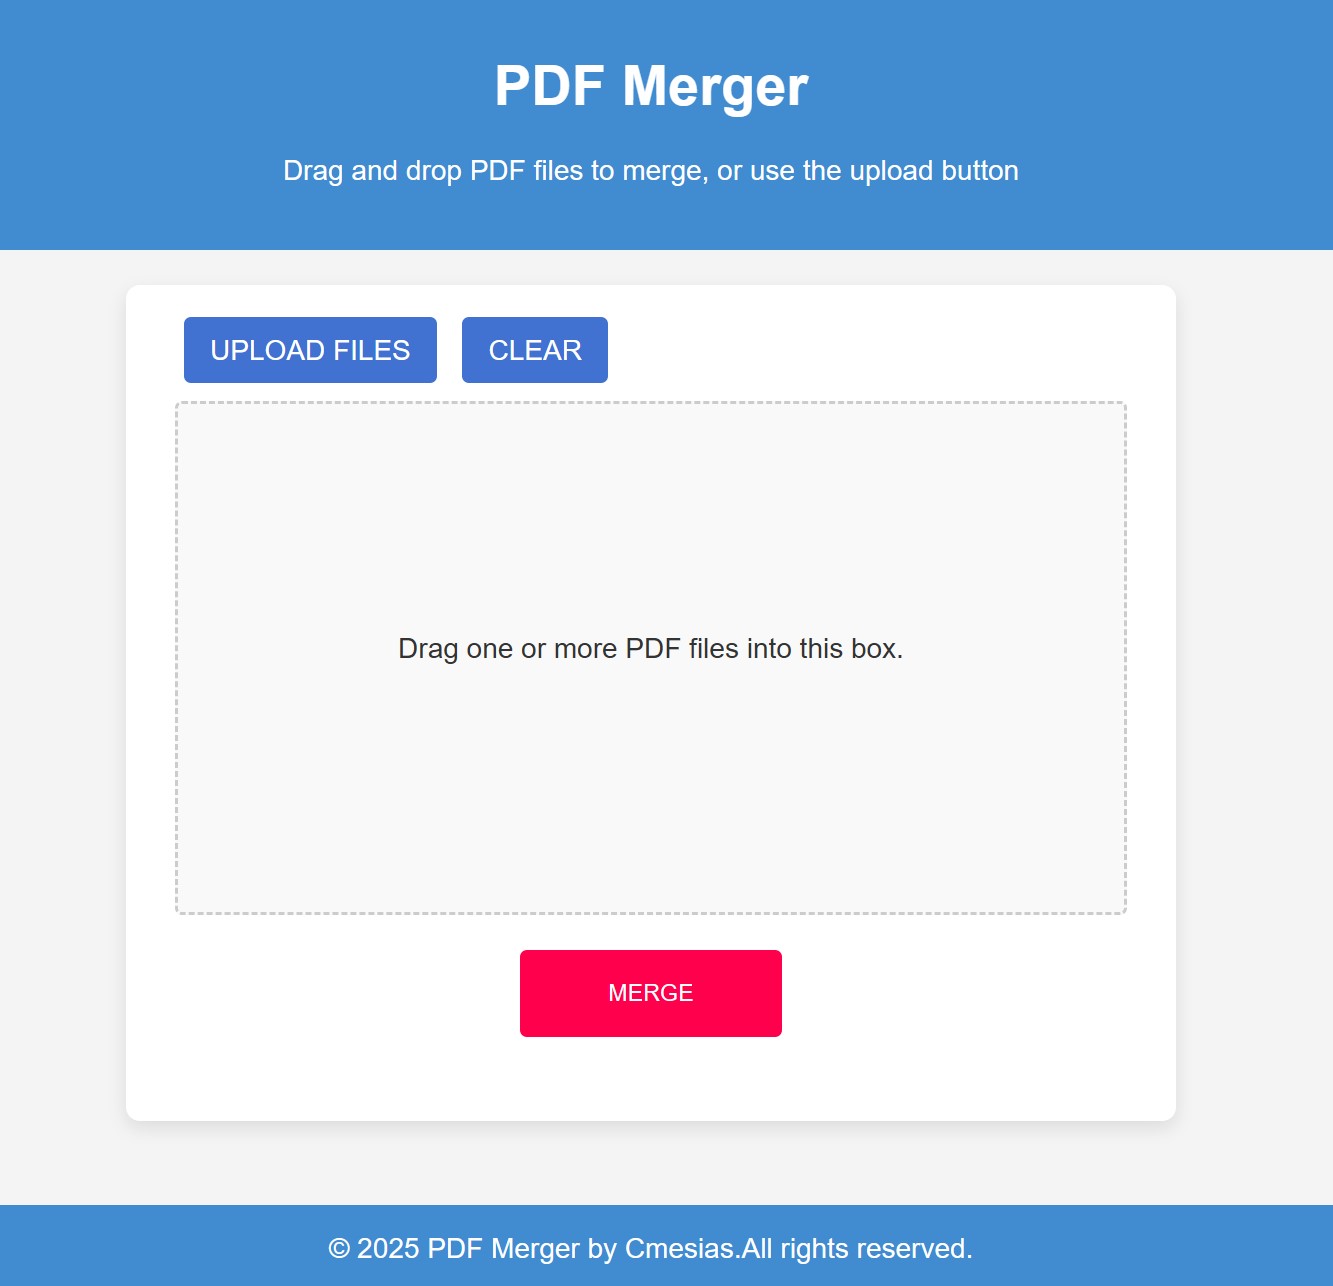 PDF Merger
Drag and drop PDF files to merge, or use the upload button
UPLOAD FILES
CLEAR
Drag one or more PDF files into this box.
MERGE
© 2025 PDF Merger by Cmesias.All rights reserved.